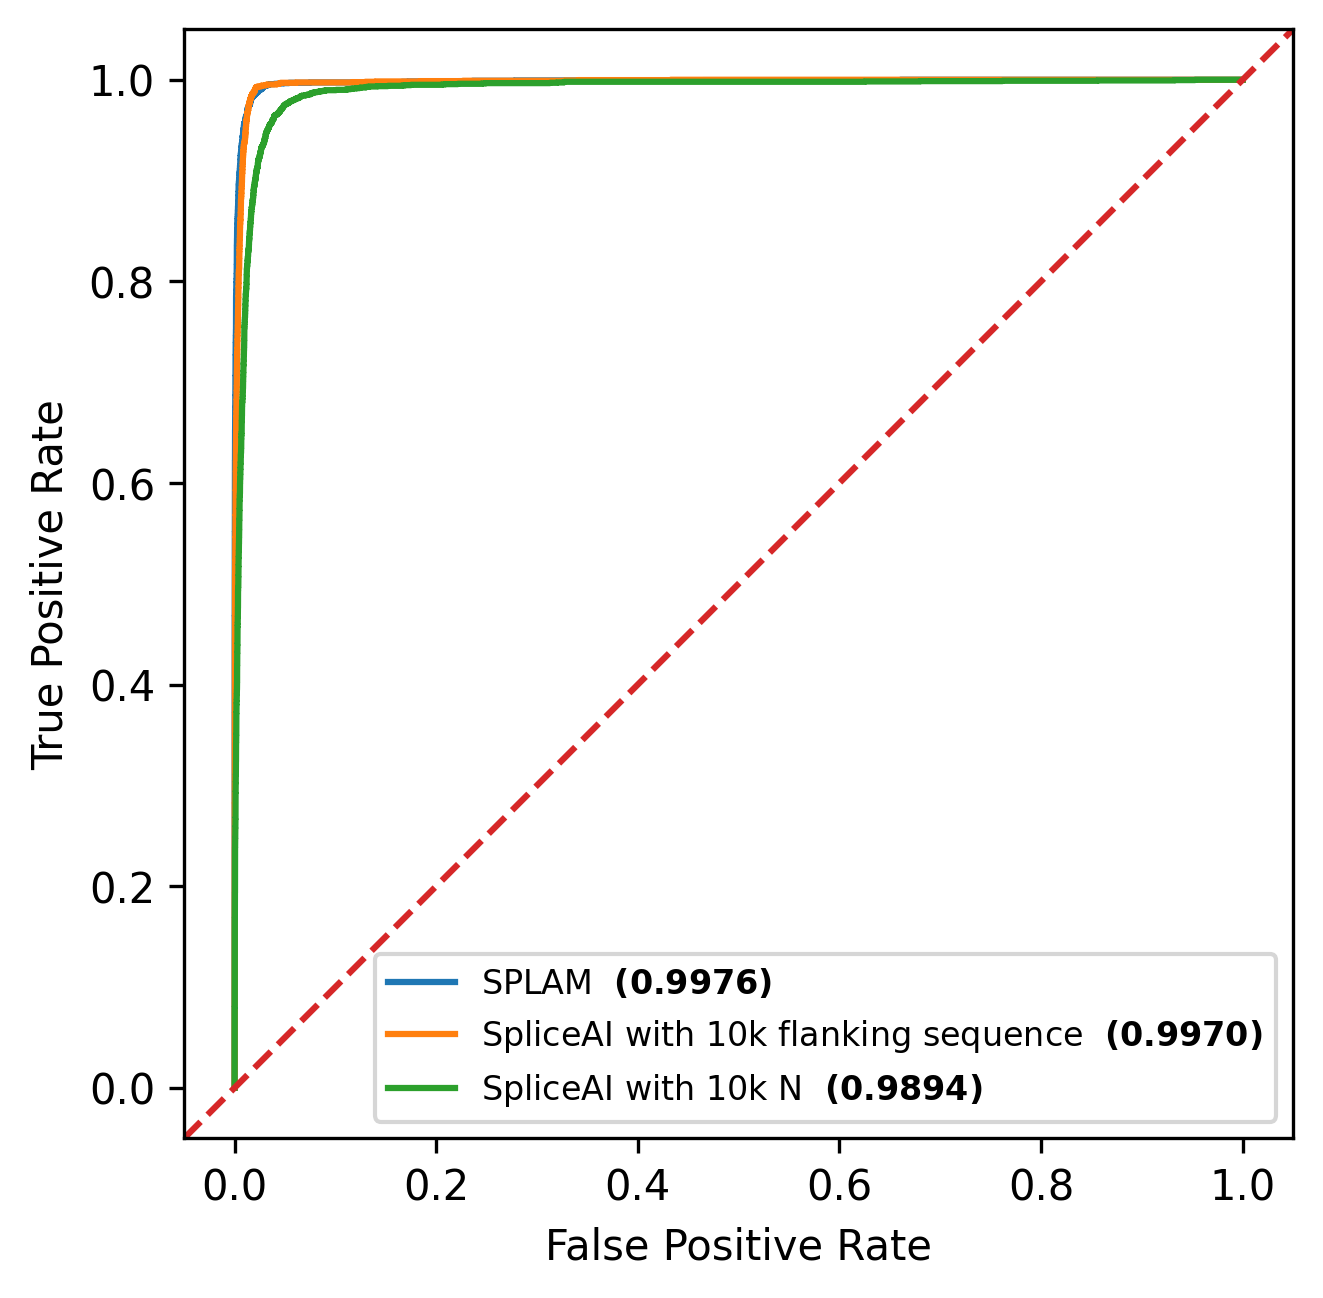 1.0
0.8
0.6
0.4
0.2
0.0
True Positive Rate
SPLAM (0.9976)
SpliceAI with 10k flanking sequence (0.9970)
SpliceAI with 10k N (0.9894)
0.0 0.2 0.4 0.6 0.8 1.0
False Positive Rate